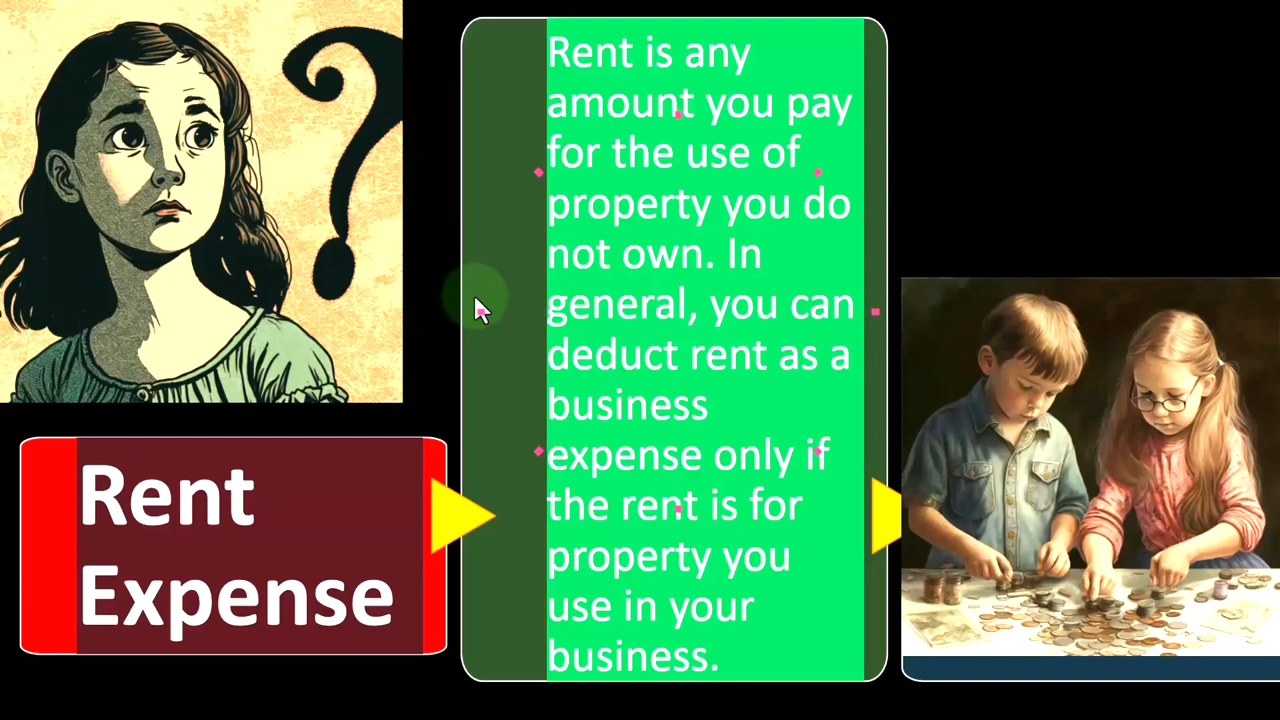 Rent
Expense
Rent is any
amount you pay
for the use of
property you do
not own. In
general, you can
deduct rent as a
business
expense only if
the rent is for
property you
use in your
business.